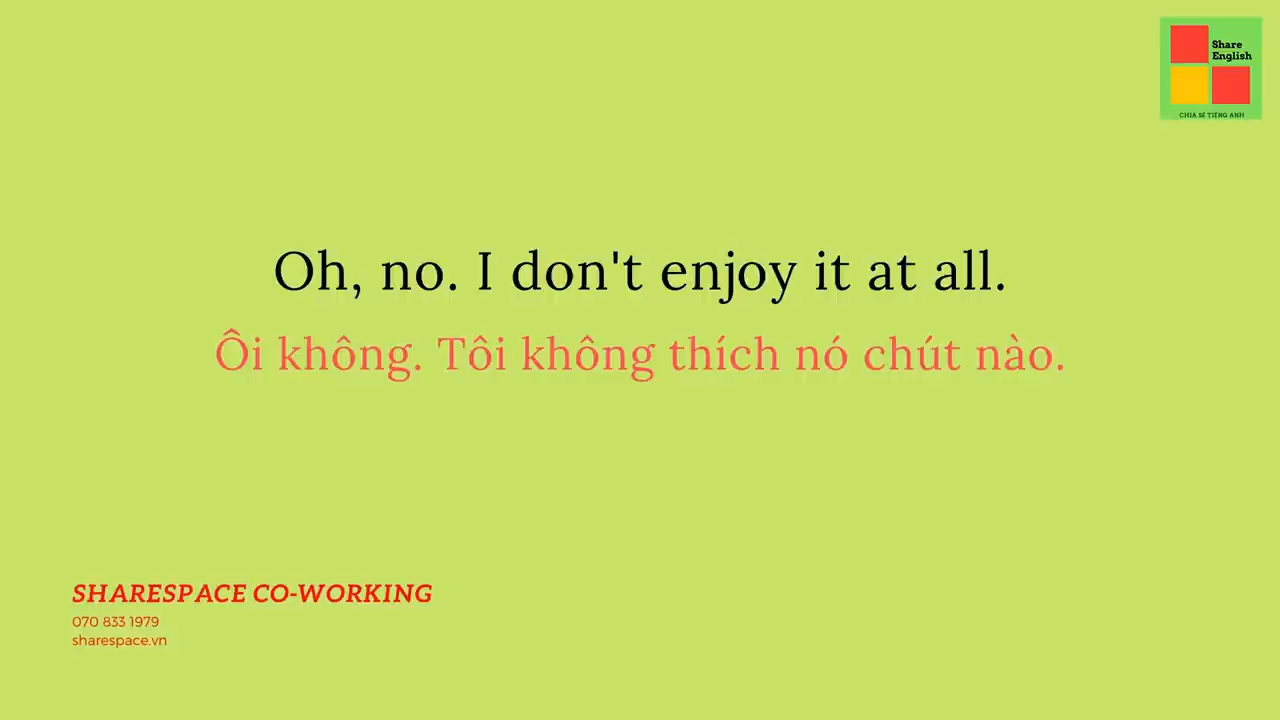 Share
English
CHIA SẺ TIẾNG ANH
Oh, no. I don't enjoy it at all.
Ôi không. Tôi không thích nó chút nào.
SHARESPACE CO-WORKING
070 833 1979
sharespace.vn